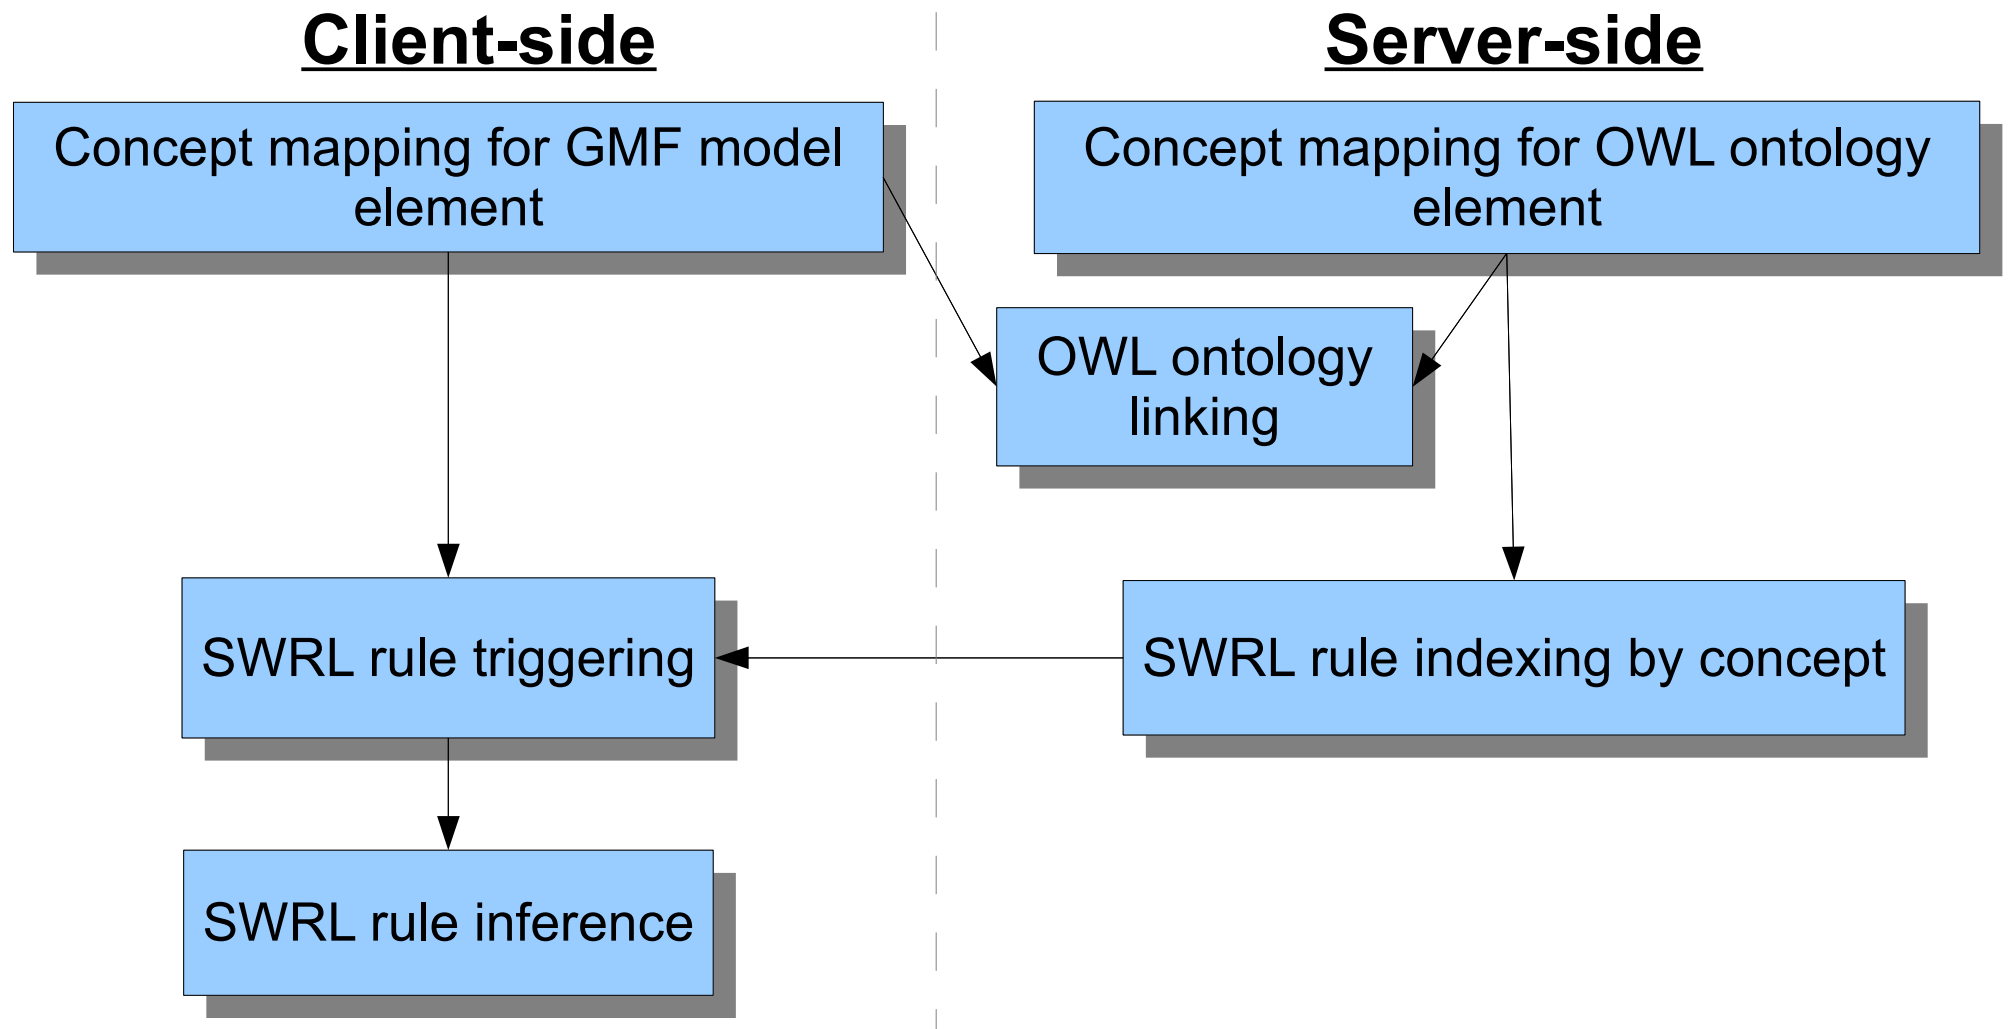 Client-side
Server-side
Concept mapping for GMF model
element
Concept mapping for OWL ontology
element
OWL ontology
linking
SWRL rule triggering
SWRL rule indexing by concept
SWRL rule inference